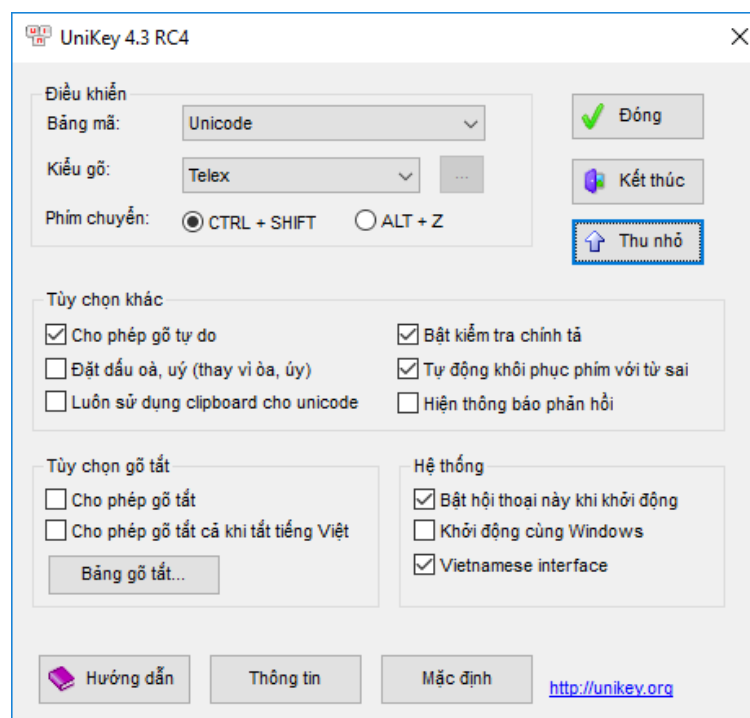 UniKey 4.3 RC4
Điều khiển
Bảng mã: Unicode
Đóng
Kiểu gõ: Telex ...
Kết thúc
Phím chuyển: CTRL + SHIFT ALT + Z
Thu nhỏ
Tùy chọn khác
Cho phép gõ tự do
Bật kiểm tra chính tả
Đặt dấu oà, uý (thay vì òa, úy)
Tự động khôi phục phím với từ sai
Luôn sử dụng clipboard cho unicode
Hiện thông báo phản hồi
Tùy chọn gõ tắt
Cho phép gõ tắt
Cho phép gõ tắt cả khi tắt tiếng Việt
Bảng gõ tắt...
Hệ thống
Bật hội thoại này khi khởi động
Khởi động cùng Windows
Vietnamese interface
Hướng dẫn
Thông tin
Mặc định
http://unikey.org